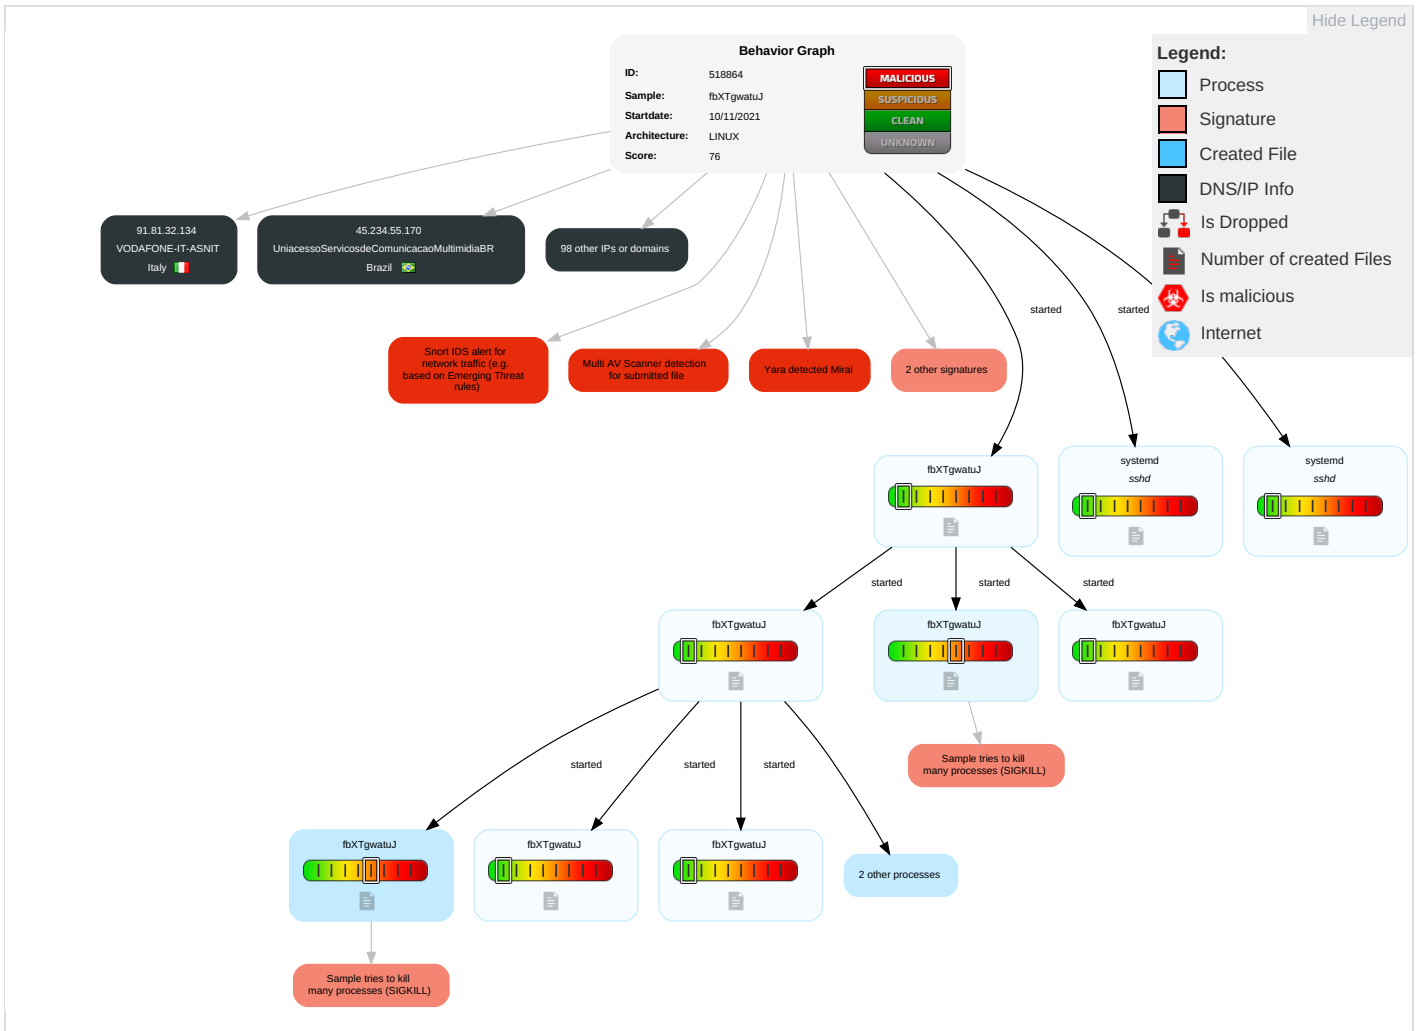 Hide Legend
Behavior Graph
ID: 518864
Sample: fbXTgwatuJ
Startdate: 10/11/2021
Architecture: LINUX
Score: 76
MALICIOUS
SUSPICIOUS
CLEAN
UNKNOWN
Legend:
Process
Signature
Created File
DNS/IP Info
Is Dropped
Number of created Files
Is malicious
Internet
91.81.32.134
VODAFONE-IT-ASNIT
Italy
45.234.55.170
UniacessoServicosdeComunicacaoMultimidiaBR
Brazil
98 other IPs or domains
started
started
Snort IDS alert for
network traffic (e.g.
based on Emerging Threat
rules)
Multi AV Scanner detection
for submitted file
Yara detected Mirai
2 other signatures
fbXTgwatuJ
systemd
sshd
systemd
sshd
started
started
started
fbXTgwatuJ
fbXTgwatuJ
fbXTgwatuJ
Sample tries to kill
many processes (SIGKILL)
started
started
started
fbXTgwatuJ
fbXTgwatuJ
fbXTgwatuJ
2 other processes
Sample tries to kill
many processes (SIGKILL)